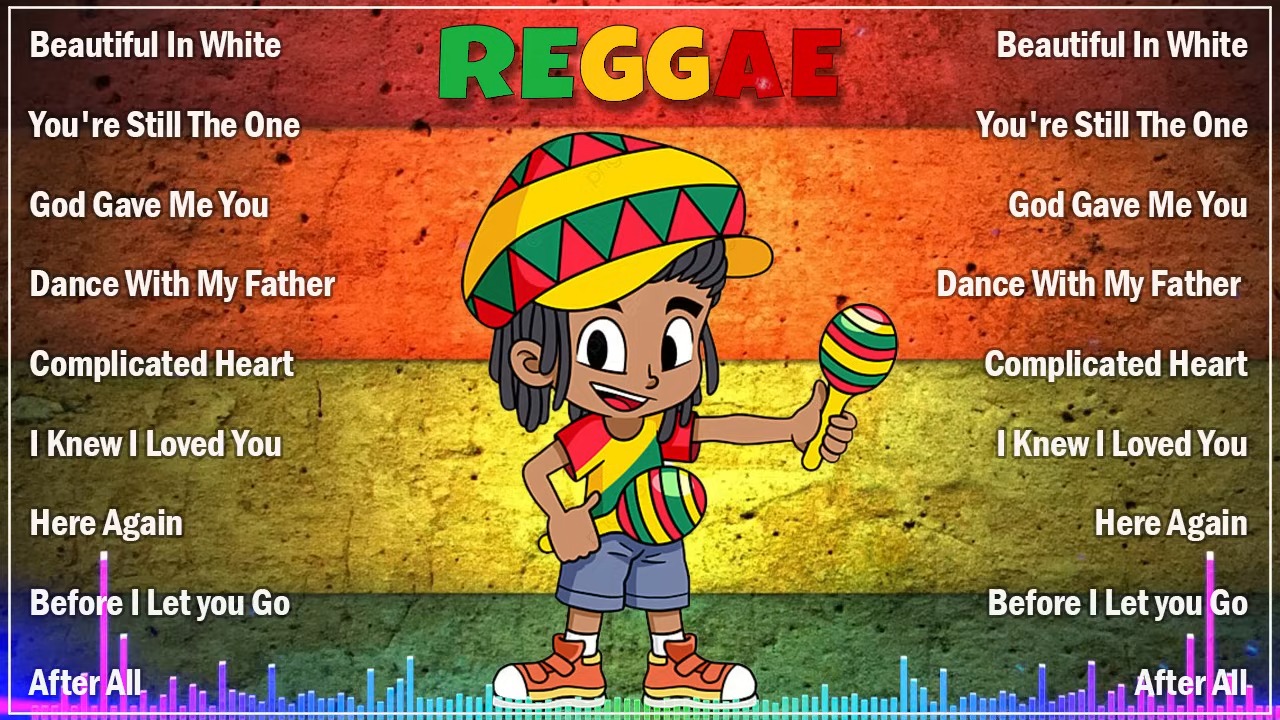 REGGAE
Beautiful In White
You're Still The One
God Gave Me You
Dance With My Father
Complicated Heart
I Knew I Loved You
Here Again
Before I Let you Go
After All
Beautiful In White
You're Still The One
God Gave Me You
Dance With My Father
Complicated Heart
I Knew I Loved You
Here Again
Before I Let you Go
After All